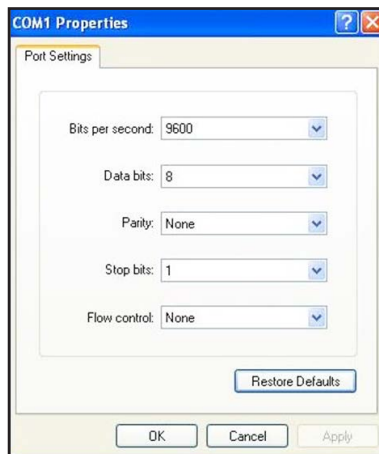 COM1 Properties
Port Settings
Bits per second: 9600
Data bits: 8
Parity: None
Stop bits: 1
Flow control: None
Restore Defaults
OK Cancel Apply